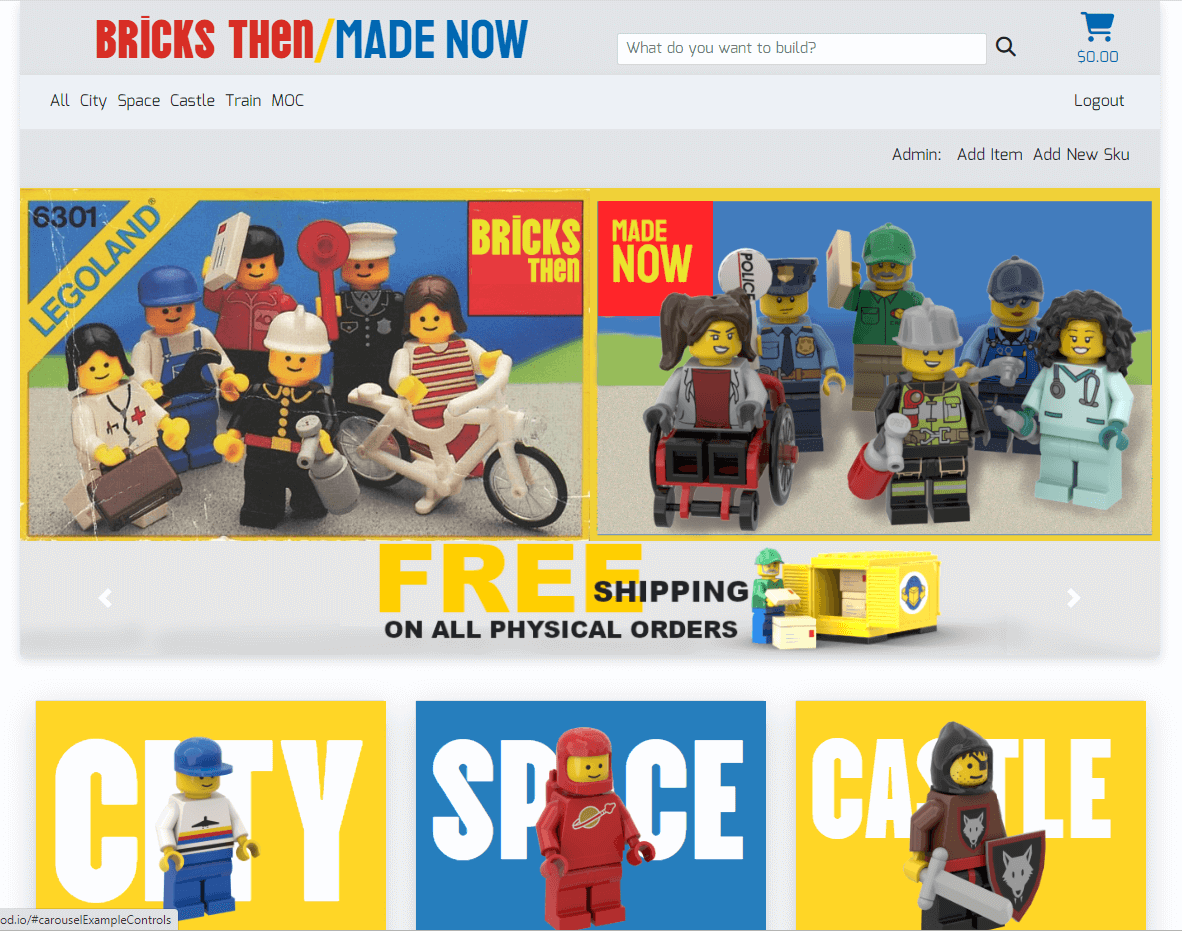 BRICKS THEN/MADE NOW
What do you want to build?
$0.00
All City Space Castle Train MOC
Logout
Admin: Add Item Add New Sku
6301
LEGOLAND®
BRICKS
THEN
MADE
NOW
POLICE
FREE
SHIPPING
ON ALL PHYSICAL ORDERS
CITY
SPACE
CASTLE
od.io/#carouselExampleControls